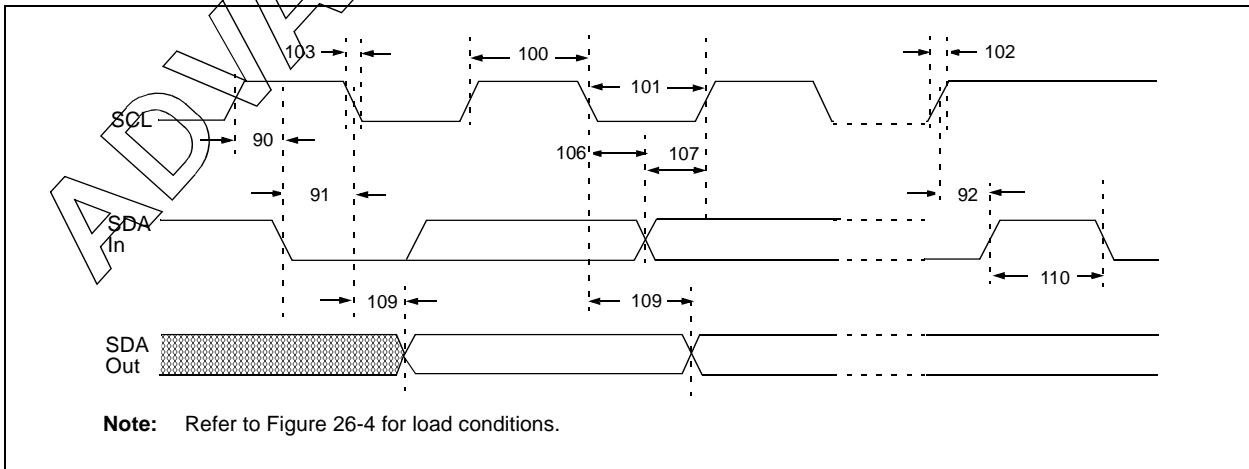 103
100
102
101
SCL
90
106
107
91
92
SDA
In
109
109
110
SDA
Out
Note: Refer to Figure 26-4 for load conditions.
ADVA